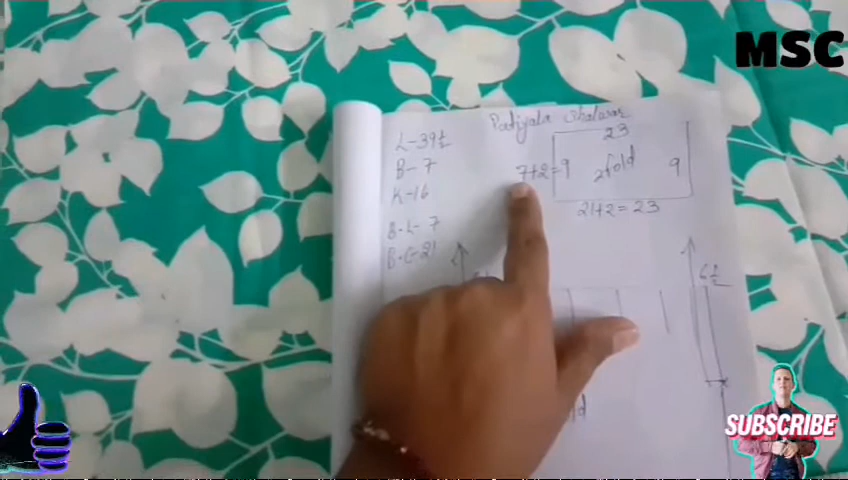 MSC
Patiyala Shalwar
L-39½
B-7
K-16
B-L-7
B-G-21
23
7+2=9
2fold
9
21+2=23
6½
SUBSCRIBE